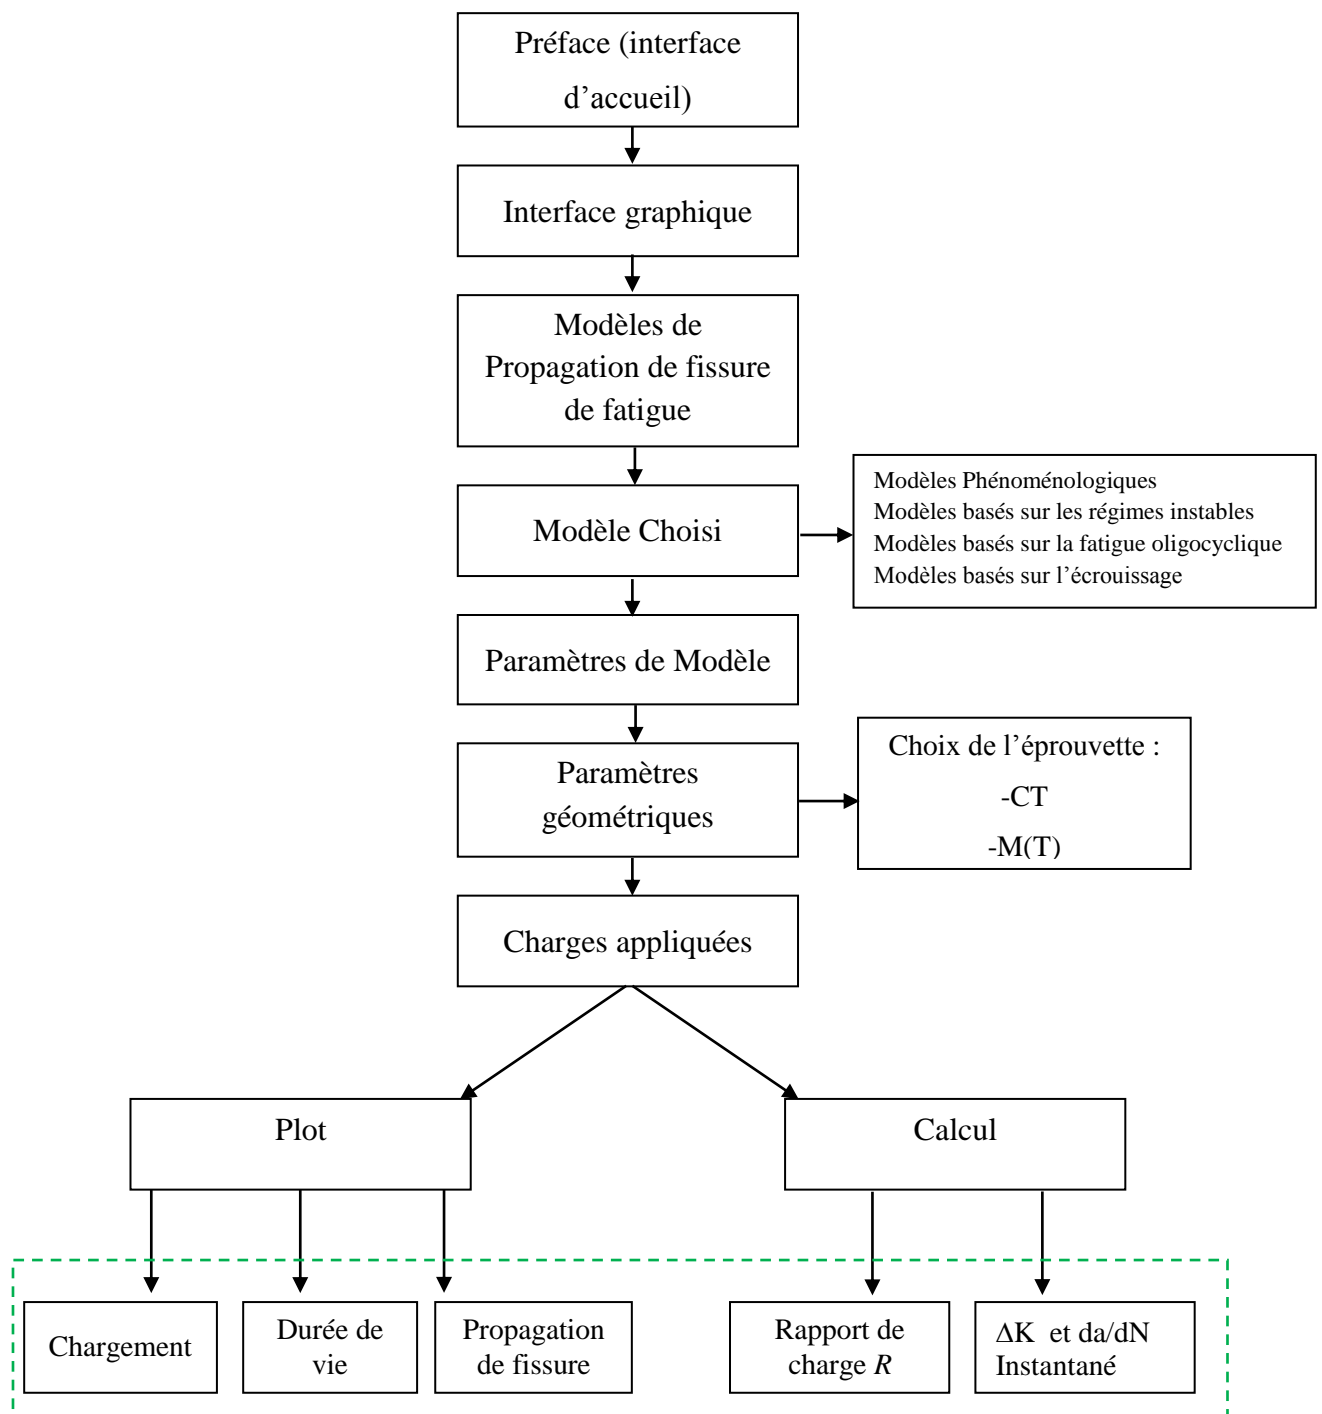 Préface (interface
d’accueil)
Interface graphique
Modèles de
Propagation de fissure
de fatigue
Modèle Choisi
Modèles Phénoménologiques
Modèles basés sur les régimes instables
Modèles basés sur la fatigue oligocyclique
Modèles basés sur l’écrouissage
Paramètres de Modèle
Paramètres
géométriques
Choix de l’éprouvette :
-CT
-M(T)
Charges appliquées
Plot
Calcul
Chargement
Durée de
vie
Propagation
de fissure
Rapport de
charge R
ΔK et da/dN
Instantané